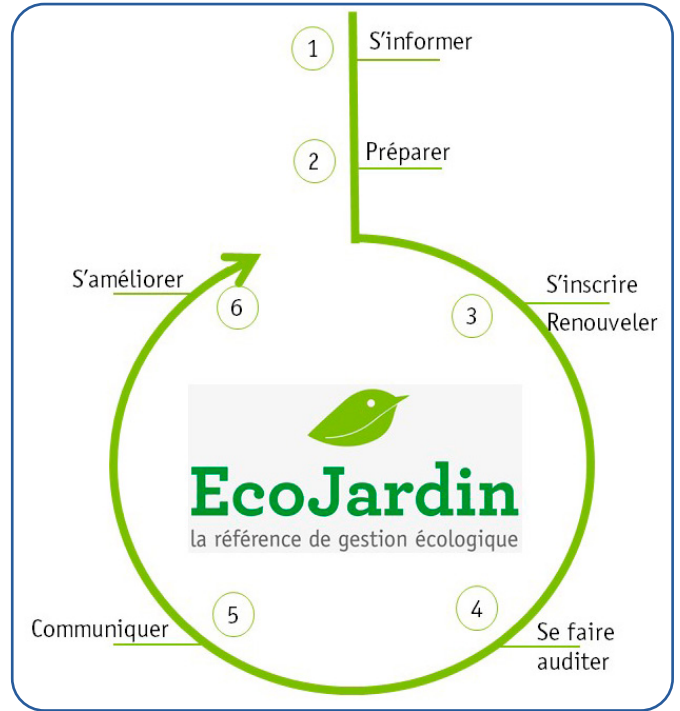 1
S'informer
2
Préparer
3
S'inscrire
Renouveler
4
Se faire
auditer
5
Communiquer
6
S'améliorer
EcoJardin
la référence de gestion écologique